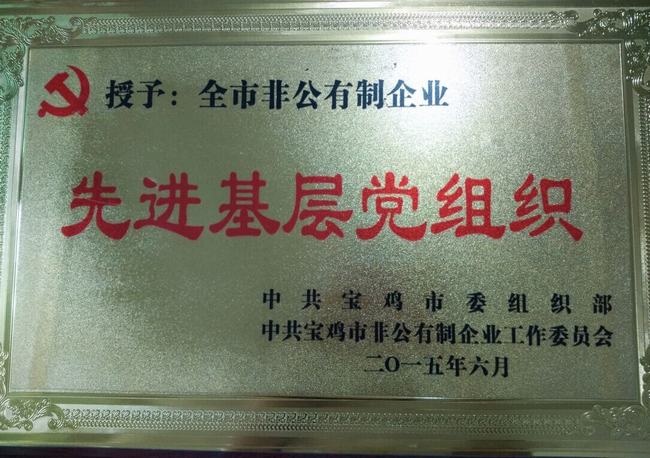 授予：全市非公有制企业
先进基层党组织
中共宝鸡市委组织部
中共宝鸡市非公有制企业工作委员会
二〇一五年六月